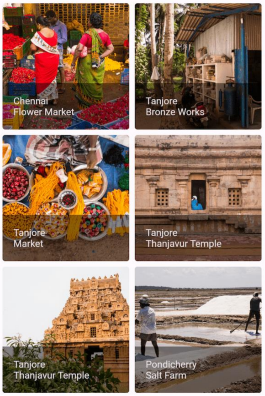 Chennai
Flower Market
Tanjore
Bronze Works
Tanjore
Market
Tanjore
Thanjavur Temple
Tanjore
Thanjavur Temple
Pondicherry
Salt Farm